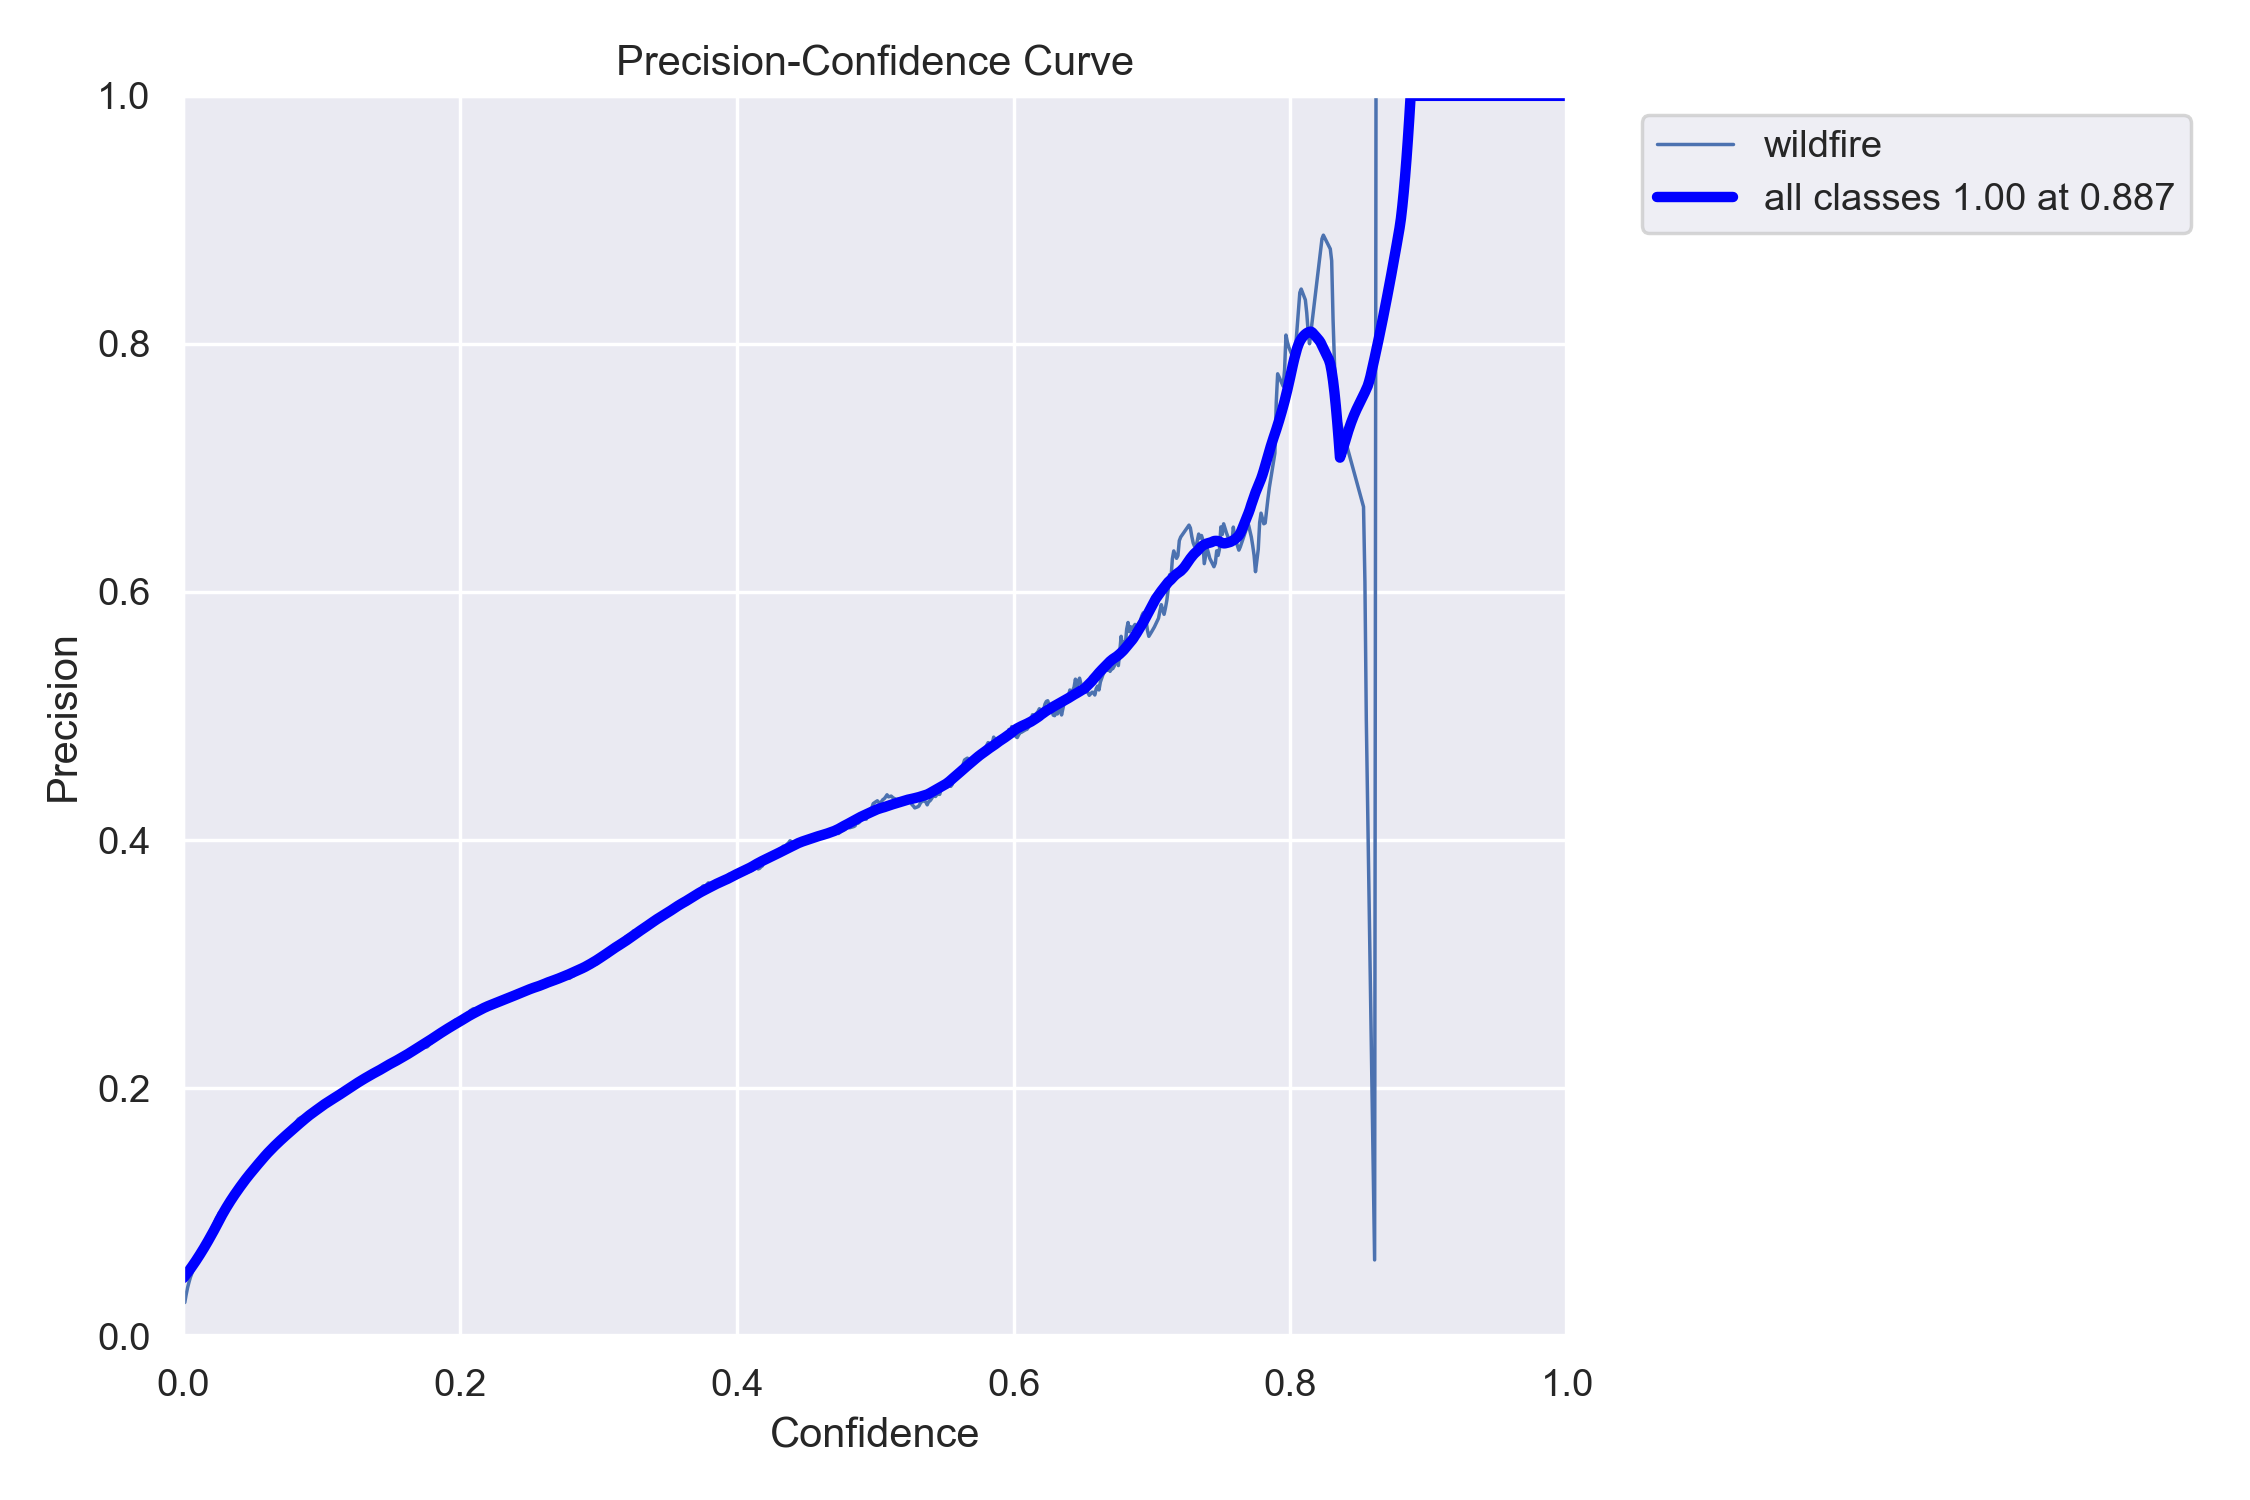 Precision-Confidence Curve
wildfire
all classes 1.00 at 0.887
1.0
0.8
0.6
0.4
0.2
0.0
Precision
0.0 0.2 0.4 0.6 0.8 1.0
Confidence